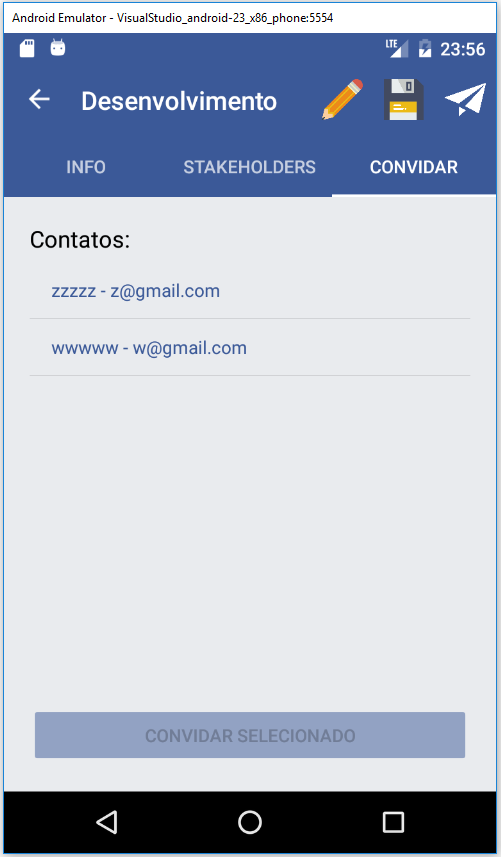 Android Emulator - VisualStudio_android-23_x86_phone:5554
LTE 23:56
Desenvolvimento
INFO STAKEHOLDERS CONVIDAR
Contatos:
zzzzz - z@gmail.com
wwwww - w@gmail.com
CONVIDAR SELECIONADO